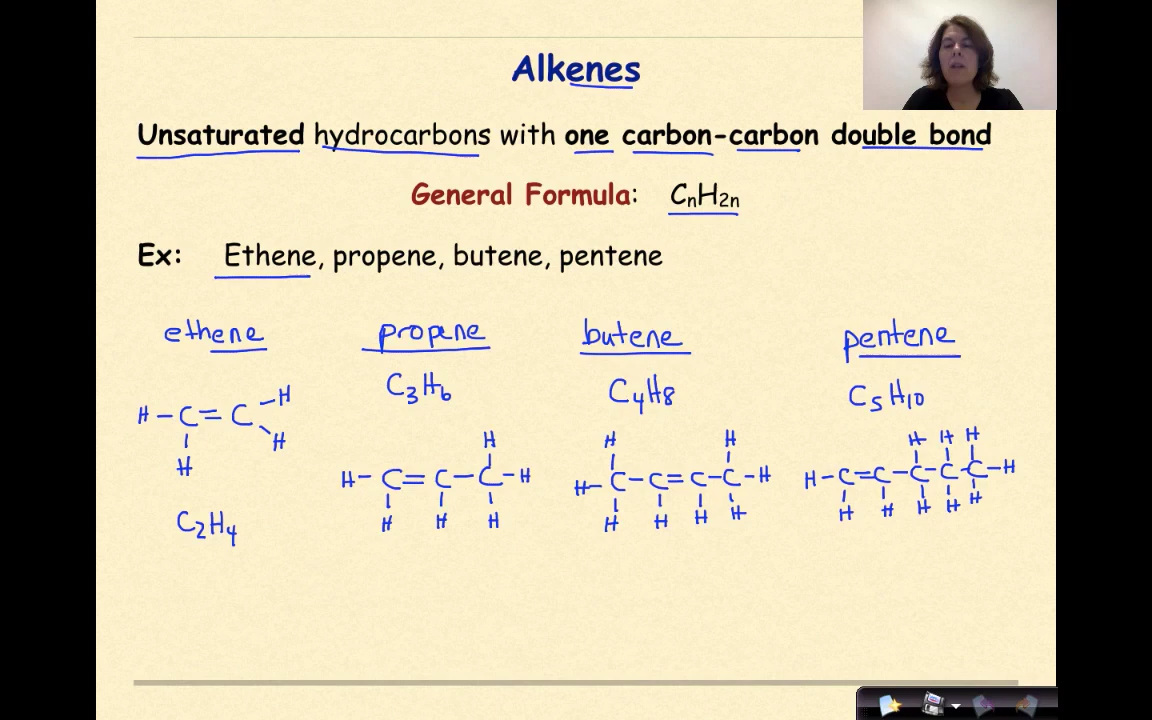 Alkenes
Unsaturated hydrocarbons with one carbon-carbon double bond
General Formula: CnH2n
Ex: Ethene, propene, butene, pentene
ethene propene butene pentene
C3H6 C4H8 C5H10
H H H H H H
H-C=C-H H-C=C-C-H H-C-C=C-C-H H-C=C-C-C-C-H
H H H H H H H H H H H H H H
C2H4